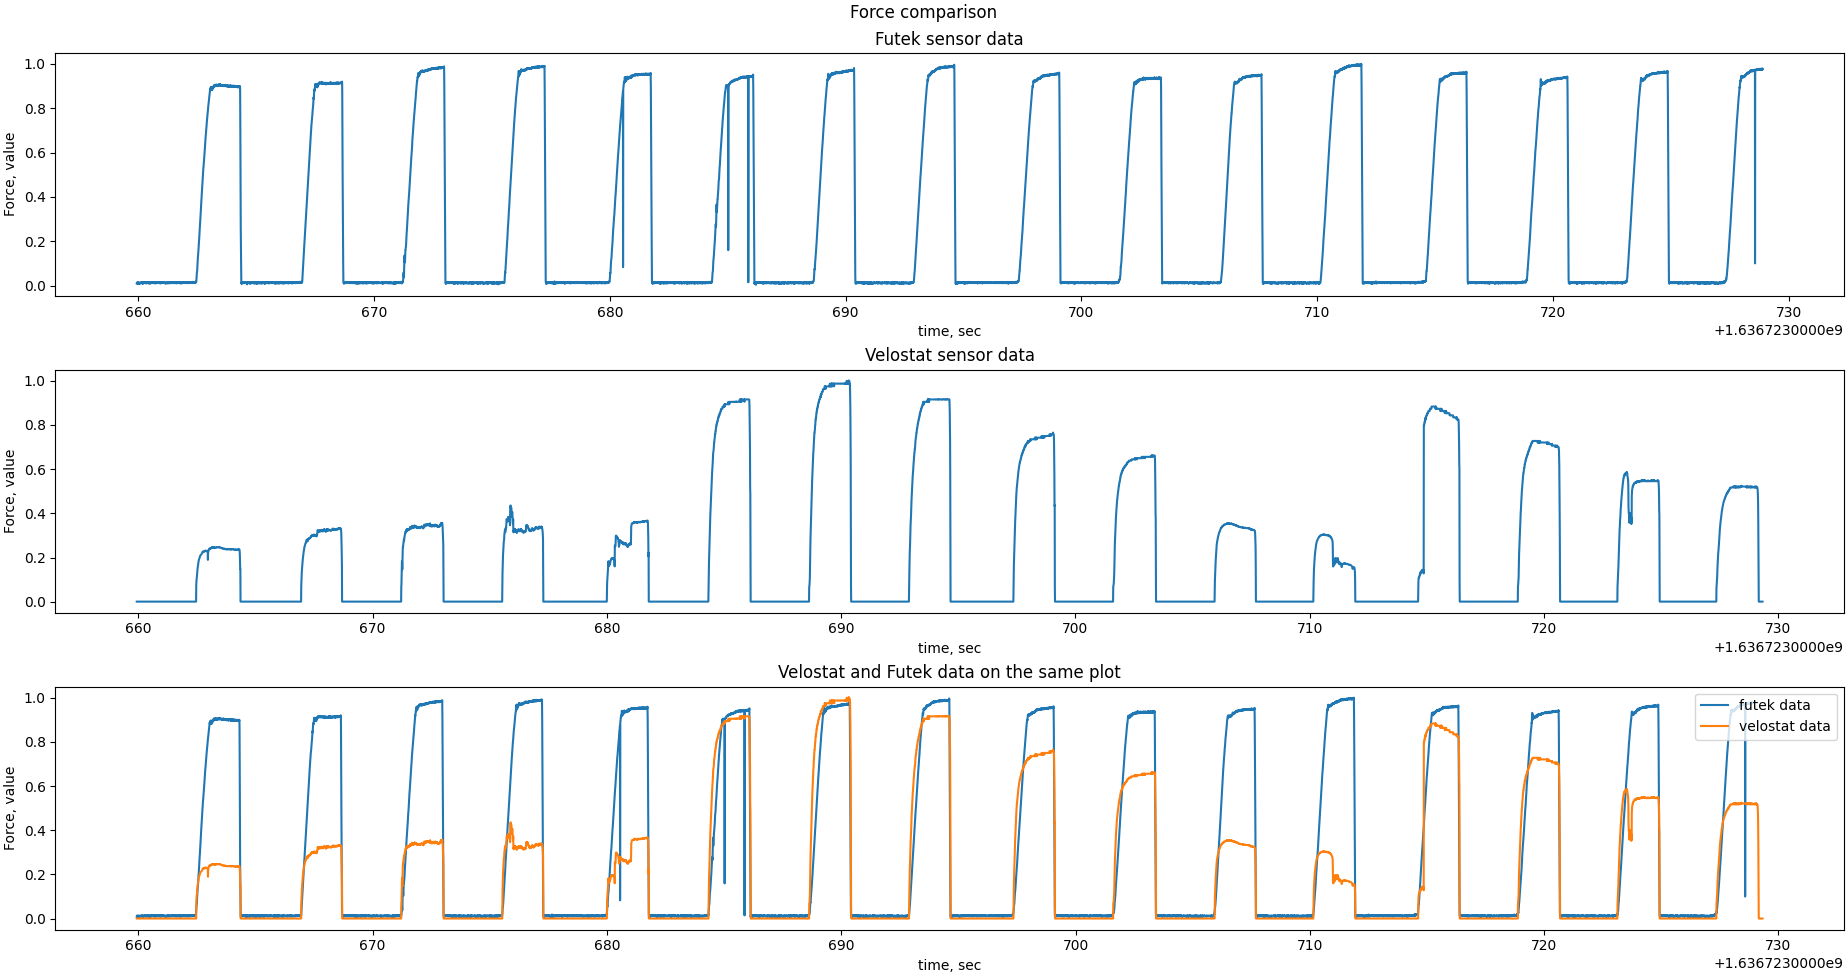 Force comparison
Futek sensor data
Force, value
1.0
0.8
0.6
0.4
0.2
0.0
660 670 680 690 700 710 720 730
time, sec
+1.6367230000e9
Velostat sensor data
Force, value
1.0
0.8
0.6
0.4
0.2
0.0
660 670 680 690 700 710 720 730
time, sec
+1.6367230000e9
Velostat and Futek data on the same plot
Force, value
1.0
0.8
0.6
0.4
0.2
0.0
futek data
velostat data
660 670 680 690 700 710 720 730
time, sec
+1.6367230000e9